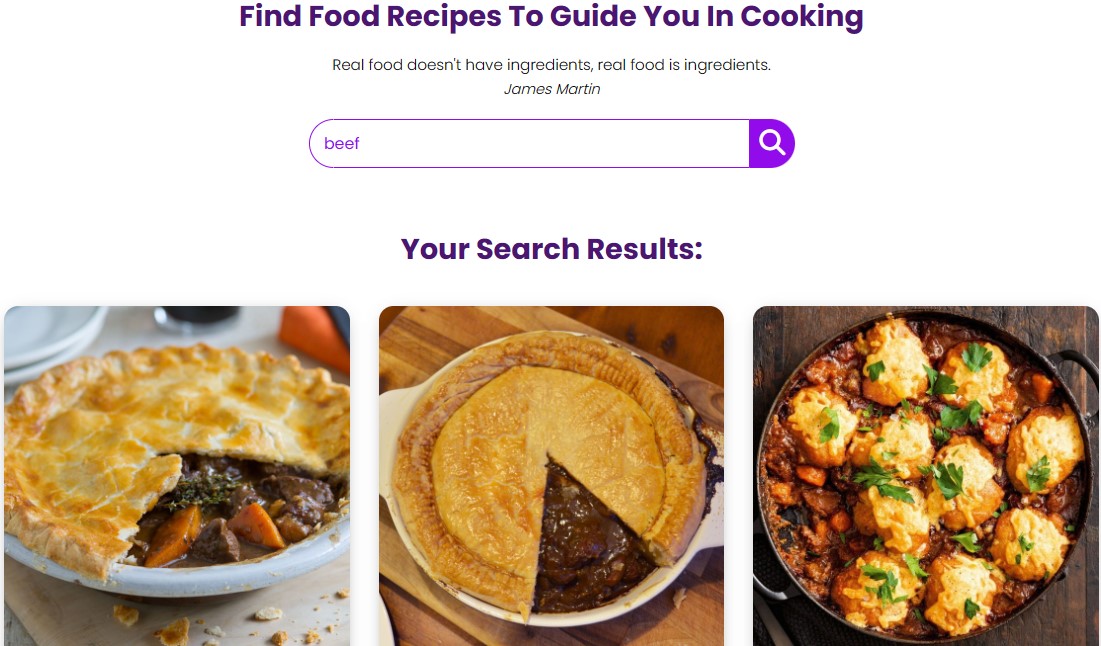 Find Food Recipes To Guide You In Cooking
Real food doesn't have ingredients, real food is ingredients.
James Martin
beef
Your Search Results: